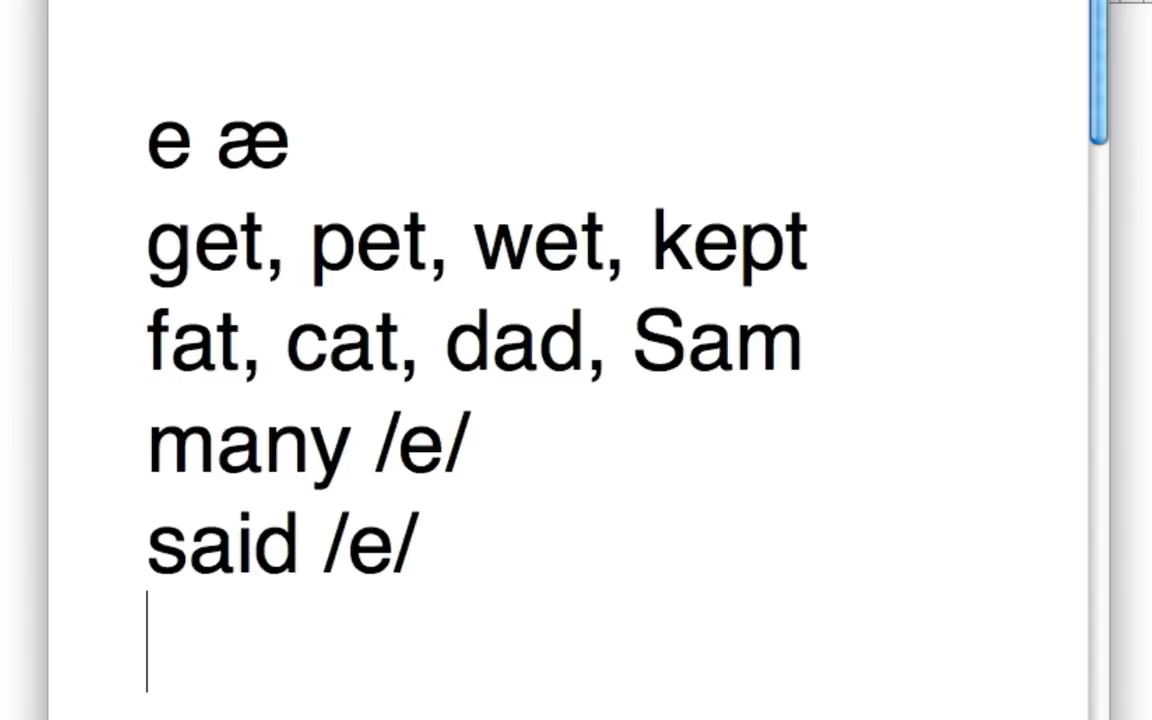 e æ
get, pet, wet, kept
fat, cat, dad, Sam
many /e/
said /e/